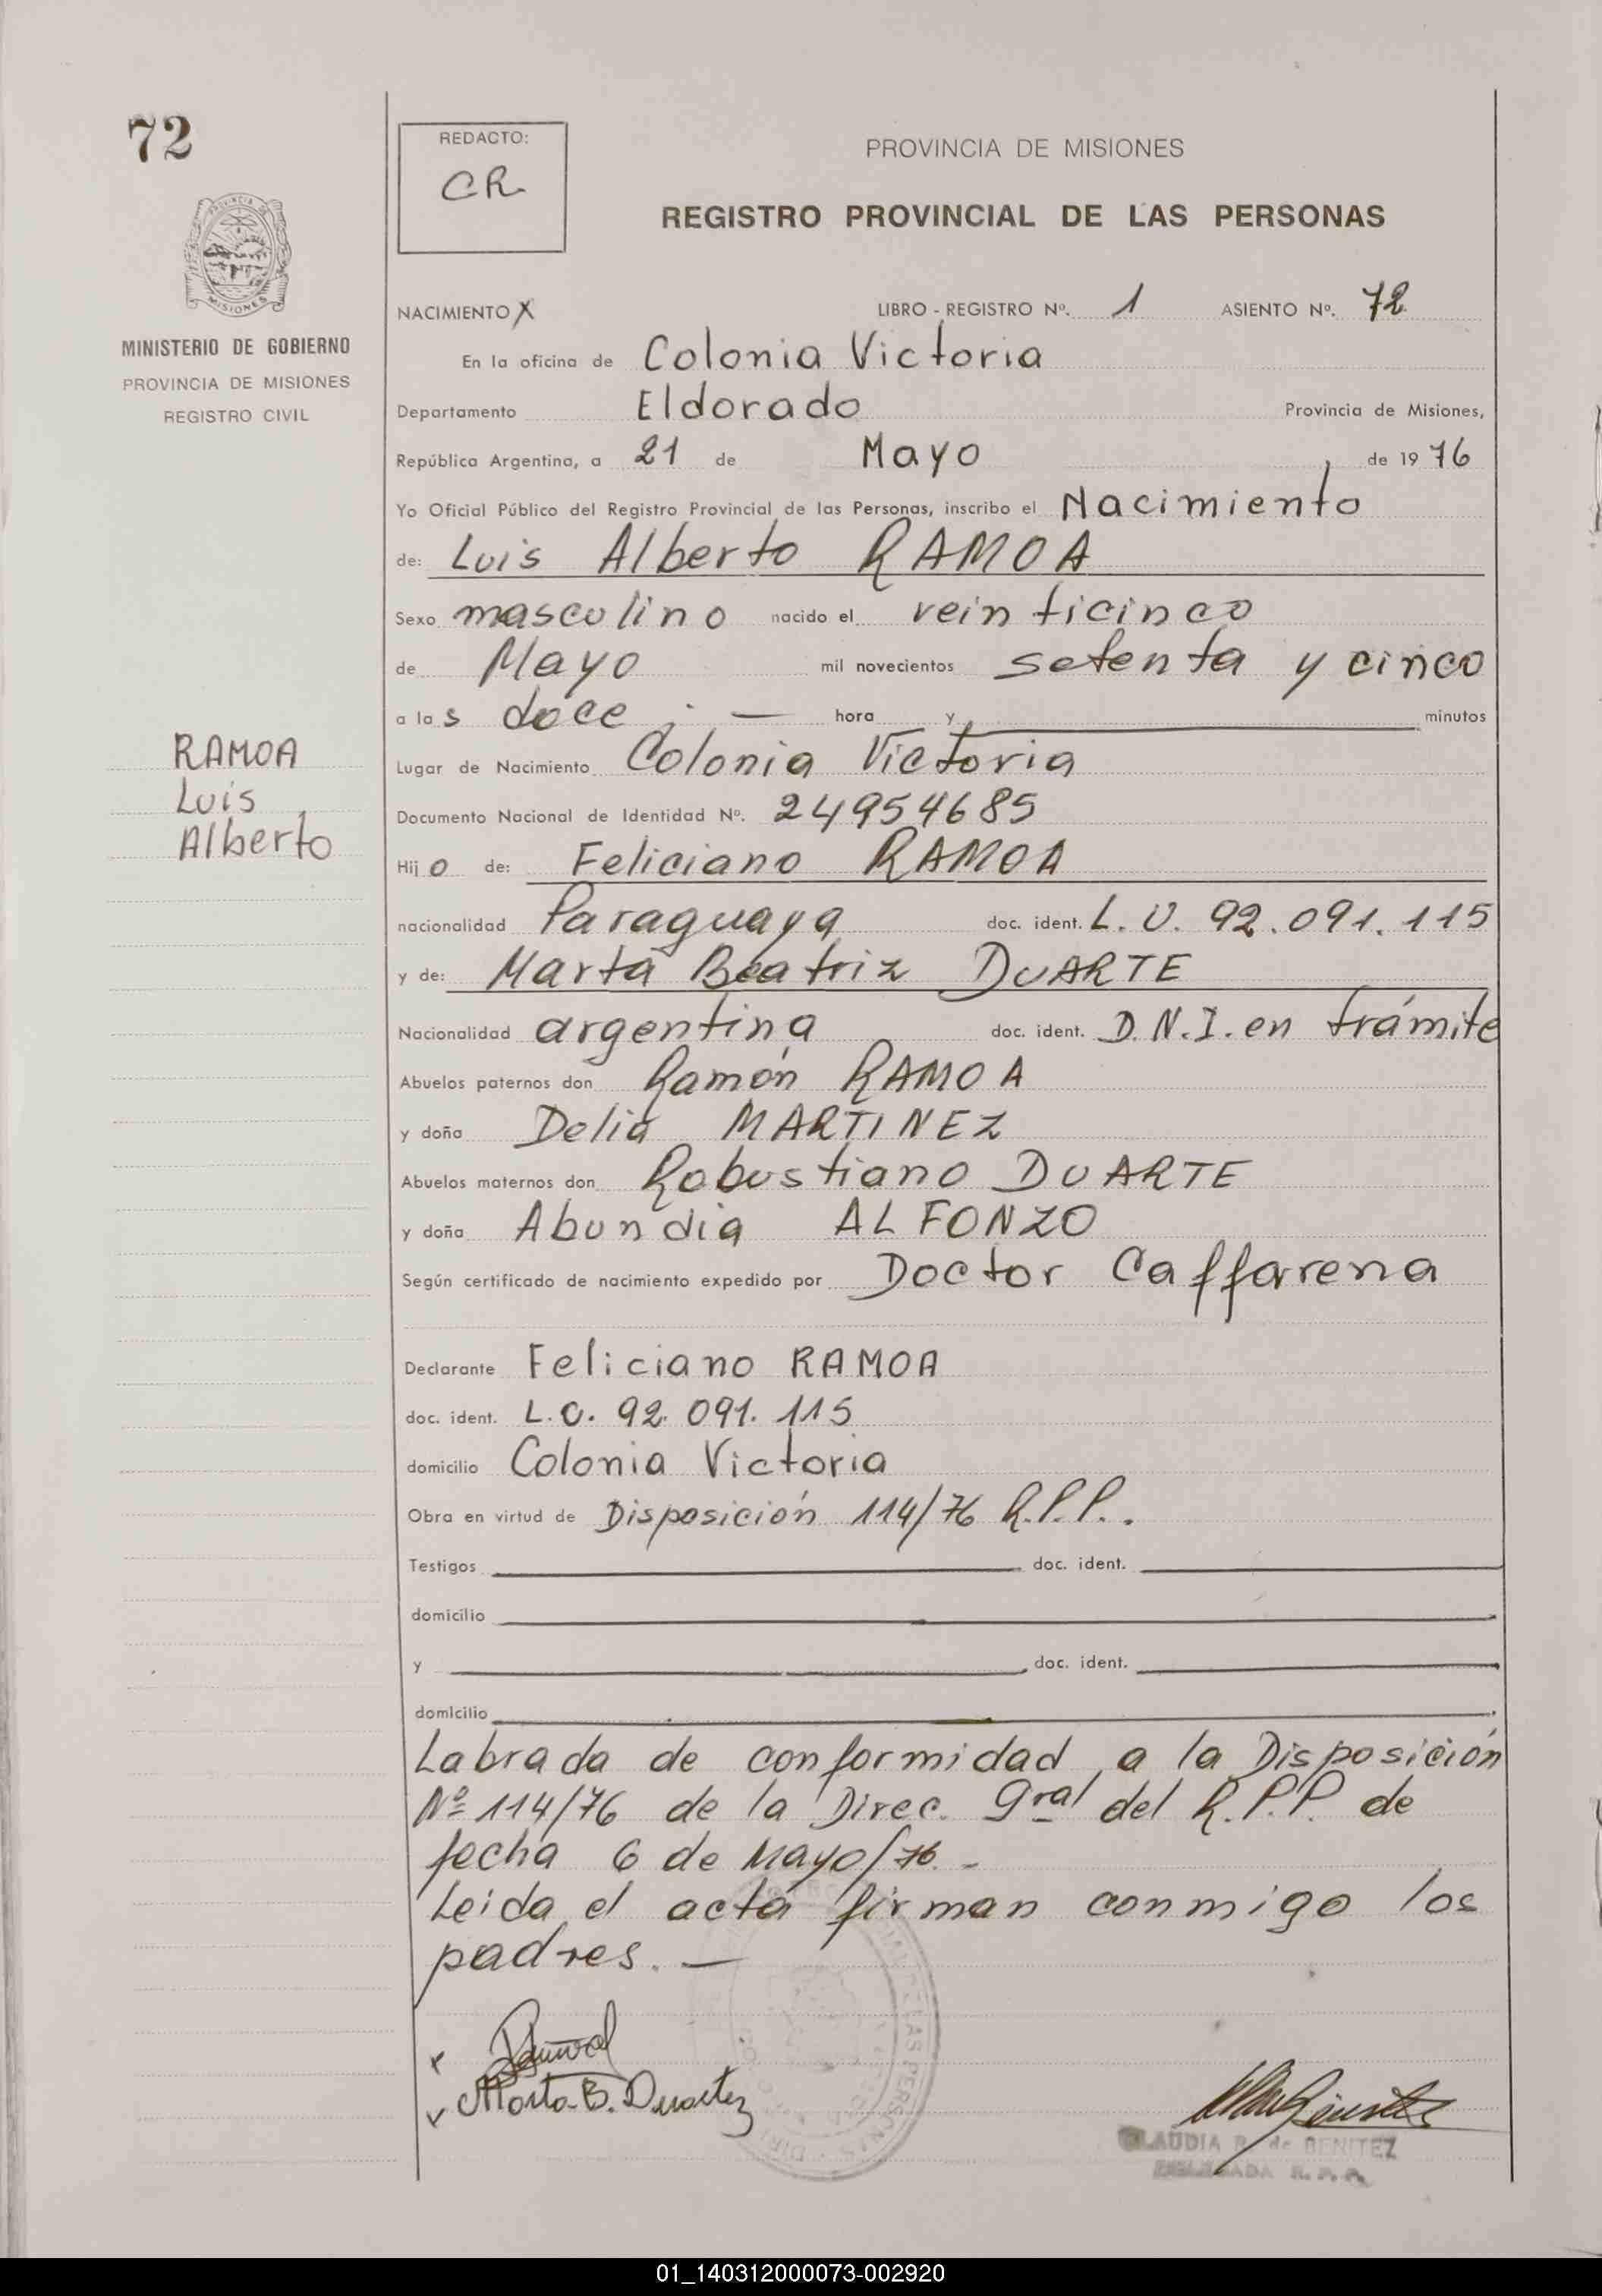 72
REDACTO:
CR.
PROVINCIA DE MISIONES
REGISTRO PROVINCIAL DE LAS PERSONAS
MISIONES
MINISTERIO DE GOBIERNO
PROVINCIA DE MISIONES
REGISTRO CIVIL
NACIMIENTO X LIBRO - REGISTRO Nº. 1 ASIENTO Nº. 72
En la oficina de Colonia Victoria
Departamento Eldorado Provincia de Misiones,
República Argentina, a 21 de Mayo de 19 76
Yo Oficial Público del Registro Provincial de las Personas, inscribo el Nacimiento
de: Luis Alberto RAMOA
Sexo masculino nacido el veinticinco
de Mayo mil novecientos setenta y cinco
a las doce . — hora y minutos
RAMOA
Luis
Alberto
Lugar de Nacimiento Colonia Victoria
Documento Nacional de Identidad Nº. 24954685
Hijo de: Feliciano RAMOA
nacionalidad Paraguaya doc. ident. L. C. 92.091.115
y de: Marta Beatriz DUARTE
Nacionalidad argentina doc. ident. D.N.I. en trámite
Abuelos paternos don Ramón RAMOA
y doña Delia MARTINEZ
Abuelos maternos don Robustiano DUARTE
y doña Abundia ALFONZO
Según certificado de nacimiento expedido por Doctor Caffarena
Declarante Feliciano RAMOA
doc. ident. L.C. 92.091.115
domicilio Colonia Victoria
Obra en virtud de Disposición 114/76 R.P.P..
Testigos doc. ident.
domicilio
y doc. ident.
domicilio
Labrada de conformidad a la Disposición
Nº 114/76 de la Direc. Gral del R.P.P. de
fecha 6 de Mayo/76. -
Leida el acta firman conmigo los
padres. —
Marta B. Duartez
CLAUDIA R. de BENITEZ
DELEGADA R. P. P.
01_140312000073-002920